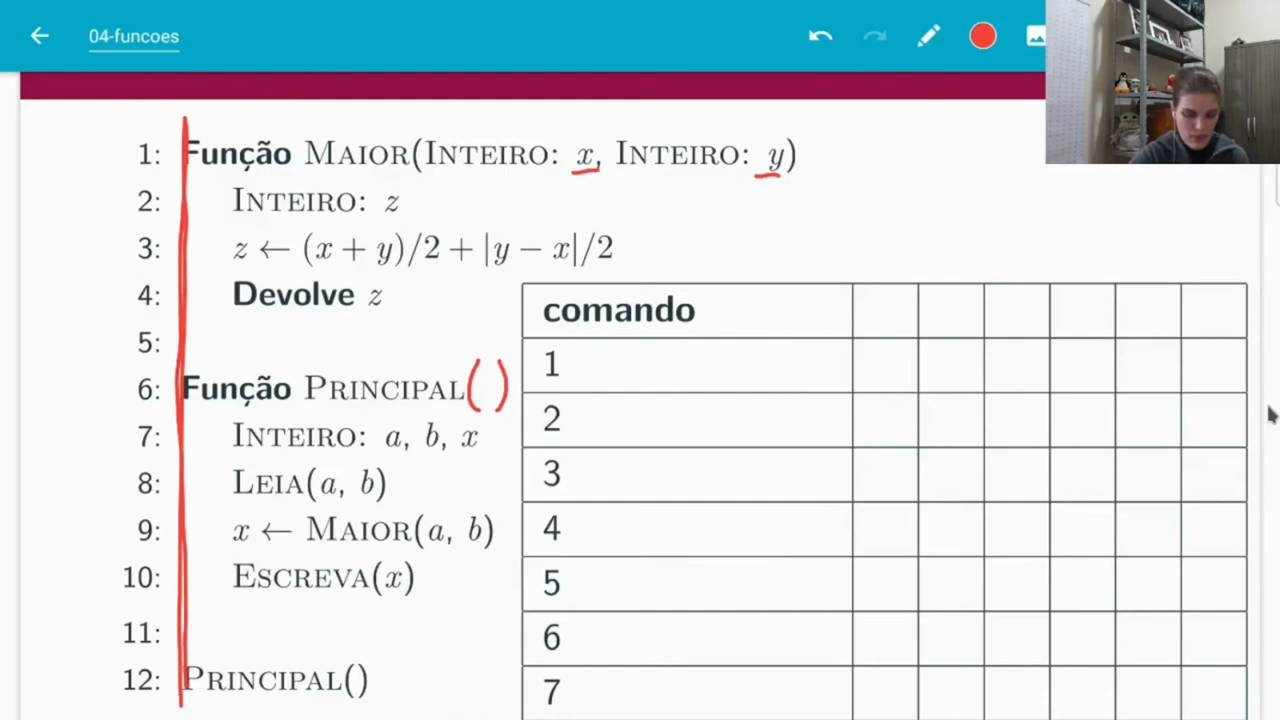 04-funcoes
1: Função MAIOR(INTEIRO: x, INTEIRO: y)
2: INTEIRO: z
3: z ← (x + y)/2 + |y − x|/2
4: Devolve z
5:
6: Função PRINCIPAL()
7: INTEIRO: a, b, x
8: LEIA(a, b)
9: x ← MAIOR(a, b)
10: ESCREVA(x)
11:
12: PRINCIPAL()
comando
1
2
3
4
5
6
7